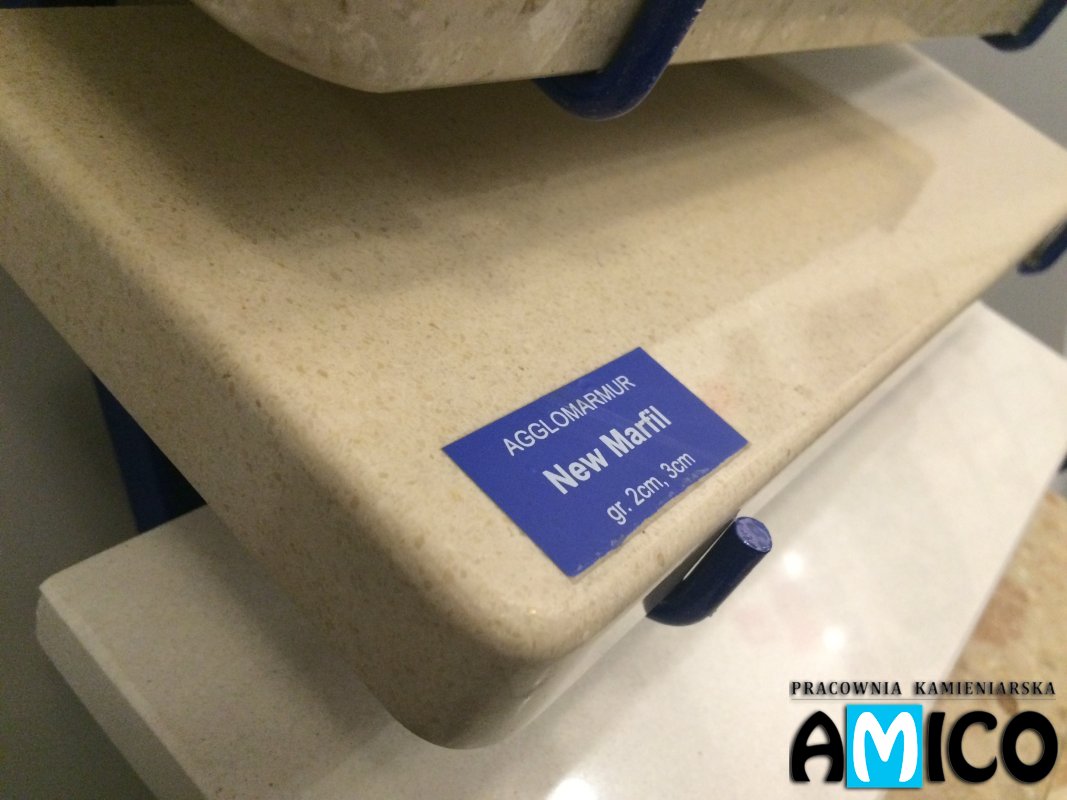 AGGLOMARMUR
New Marfil
gr. 2cm, 3cm
PRACOWNIA KAMIENIARSKA
AMICO